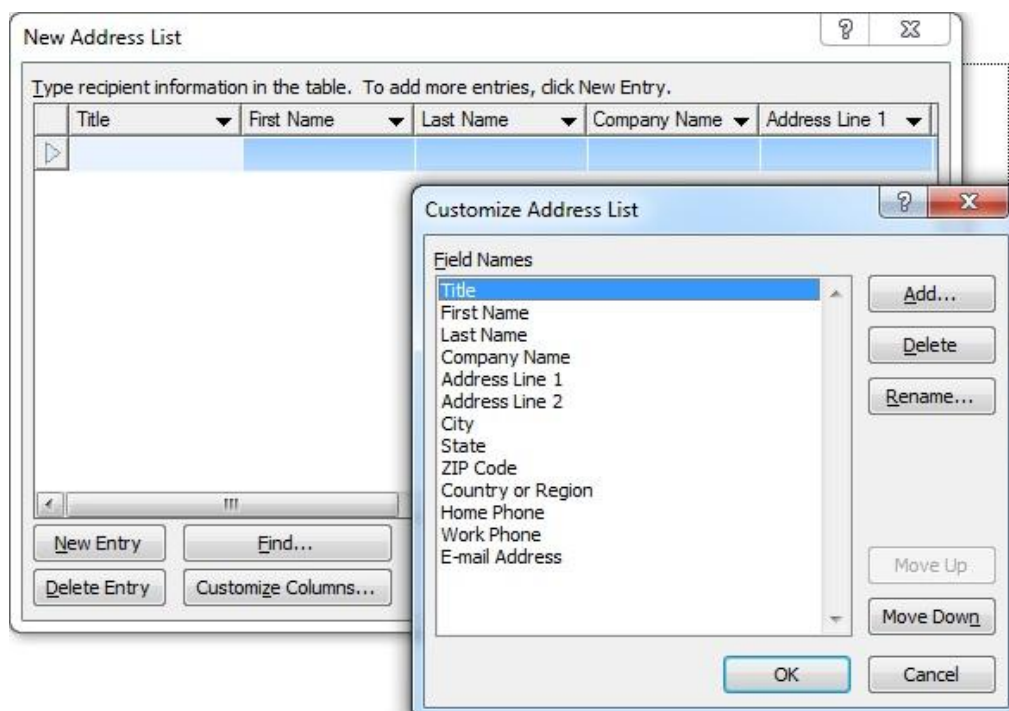 New Address List
Type recipient information in the table. To add more entries, click New Entry.
Title First Name Last Name Company Name Address Line 1
Customize Address List
Field Names
Title
First Name
Last Name
Company Name
Address Line 1
Address Line 2
City
State
ZIP Code
Country or Region
Home Phone
Work Phone
E-mail Address
Add...
Delete
Rename...
Move Up
Move Down
OK Cancel
New Entry Find...
Delete Entry Customize Columns...